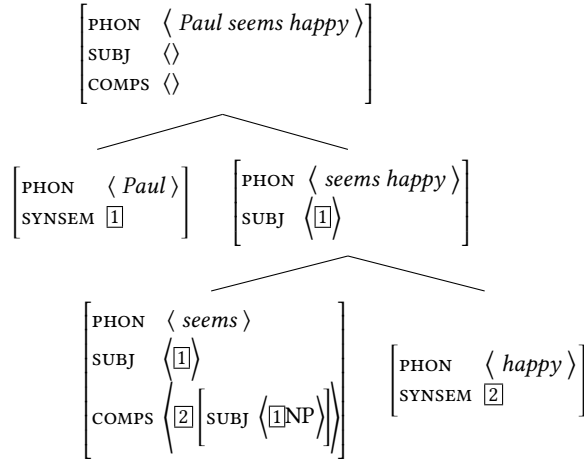 PHON ⟨ Paul seems happy ⟩
SUBJ ⟨⟩
COMPS ⟨⟩
PHON ⟨ Paul ⟩
SYNSEM 1
PHON ⟨ seems happy ⟩
SUBJ ⟨1⟩
PHON ⟨ seems ⟩
SUBJ ⟨1⟩
COMPS ⟨2[SUBJ ⟨1NP⟩]⟩
PHON ⟨ happy ⟩
SYNSEM 2